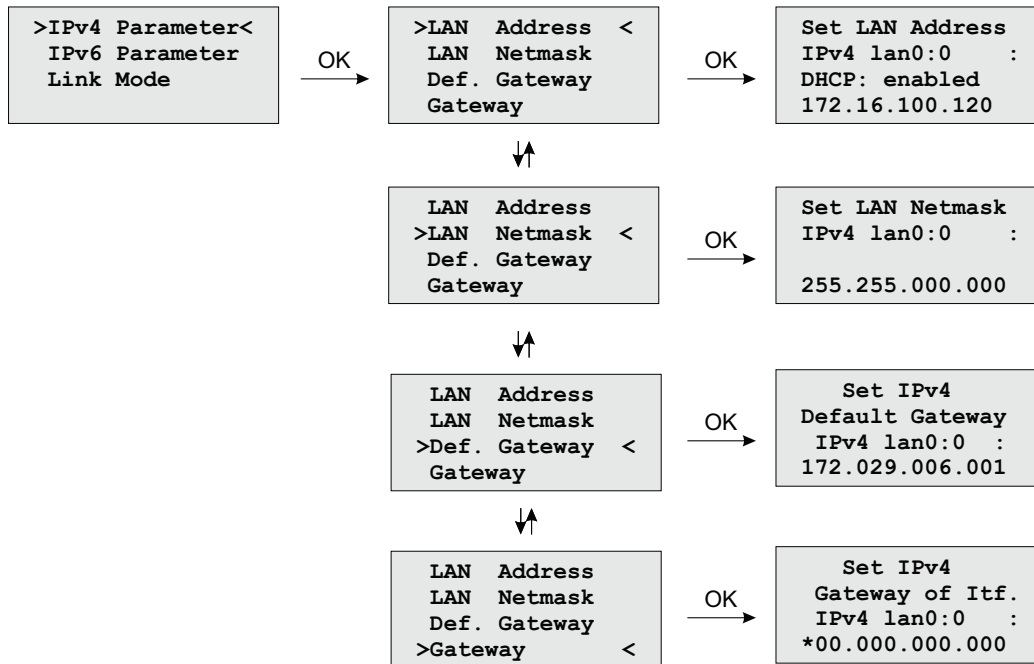 >IPv4 Parameter<
IPv6 Parameter
Link Mode
OK
>LAN Address <
LAN Netmask
Def. Gateway
Gateway
OK
Set LAN Address
IPv4 lan0:0 :
DHCP: enabled
172.16.100.120
LAN Address
>LAN Netmask <
Def. Gateway
Gateway
OK
Set LAN Netmask
IPv4 lan0:0 :
255.255.000.000
LAN Address
LAN Netmask
>Def. Gateway <
Gateway
OK
Set IPv4
Default Gateway
IPv4 lan0:0 :
172.029.006.001
LAN Address
LAN Netmask
Def. Gateway
>Gateway <
OK
Set IPv4
Gateway of Itf.
IPv4 lan0:0 :
*00.000.000.000